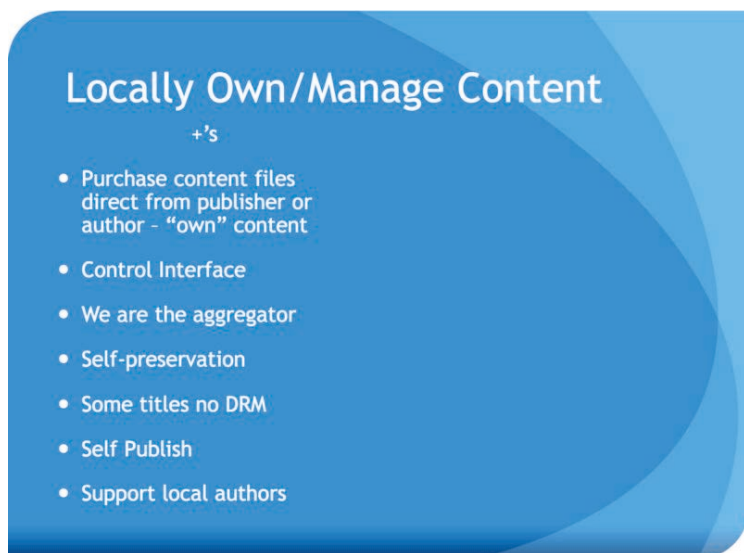 Locally Own/Manage Content
+'s
• Purchase content files
direct from publisher or
author – “own” content
• Control Interface
• We are the aggregator
• Self-preservation
• Some titles no DRM
• Self Publish
• Support local authors